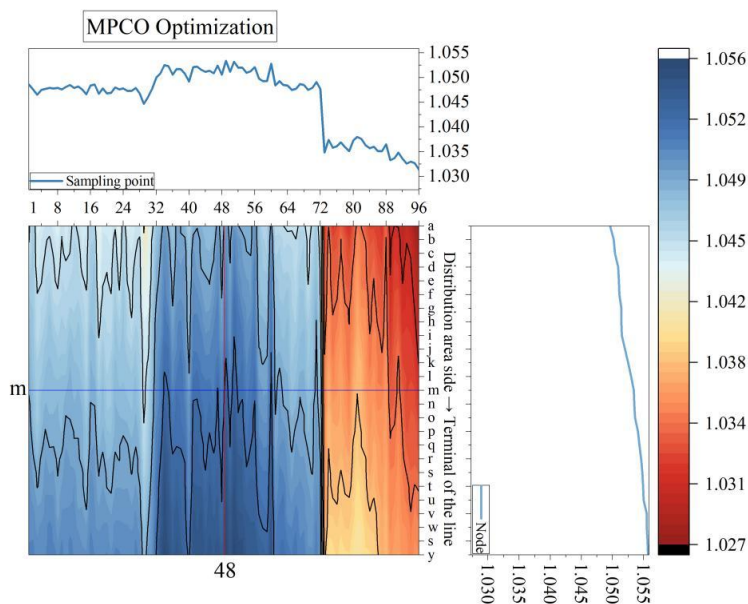 MPCO Optimization
1.055
1.050
1.045
1.040
1.035
1.030
Sampling point
1 8 16 24 32 40 48 56 64 72 80 88 96
m
48
a
b
c
d
e
f
g
h
i
j
k
l
m
n
o
p
q
r
s
t
u
v
w
s
y
Distribution area side → Terminal of the line
Node
1.030 1.035 1.040 1.045 1.050 1.055
1.056
1.052
1.049
1.045
1.042
1.038
1.034
1.031
1.027